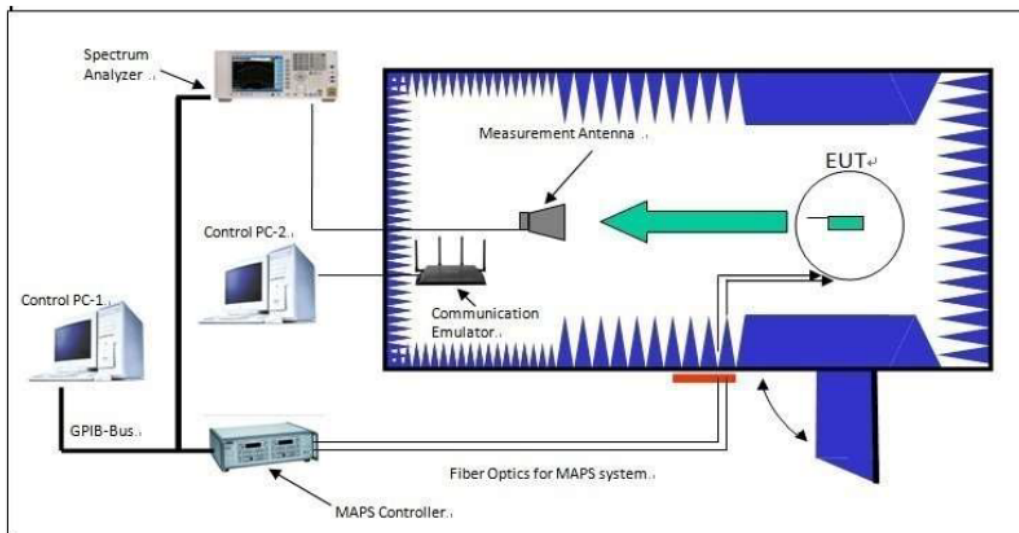 Spectrum
Analyzer
Measurement Antenna
EUT
Control PC-2
Control PC-1
Communication
Emulator
GPIB-Bus
Fiber Optics for MAPS system
MAPS Controller